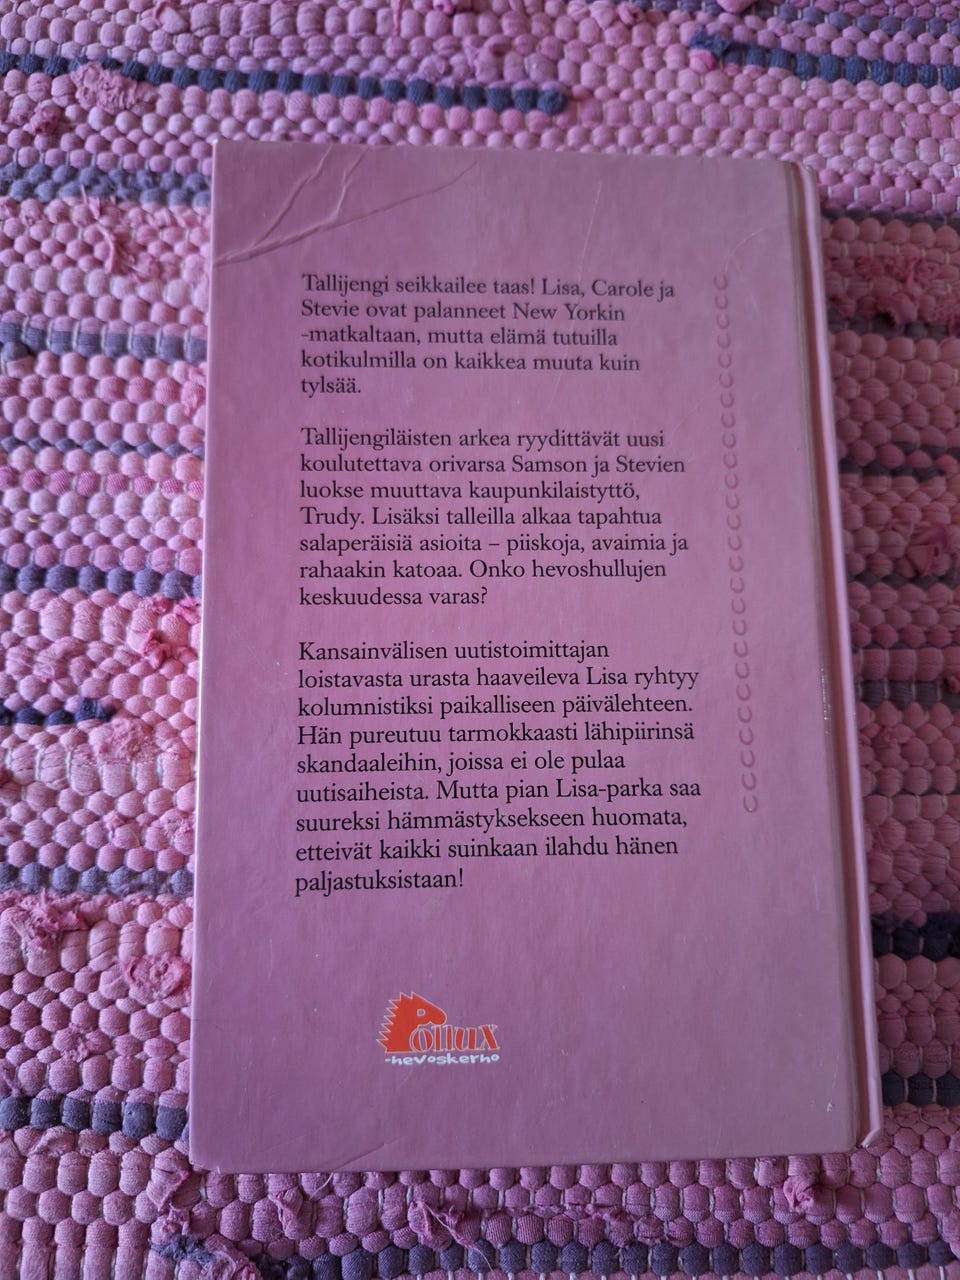 Tallijengi seikkailee taas! Lisa, Carole ja
Stevie ovat palanneet New Yorkin
-matkaltaan, mutta elämä tutuilla
kotikulmilla on kaikkea muuta kuin
tylsää.
Tallijengiläisten arkea ryydittävät uusi
koulutettava orivarsa Samson ja Stevien
luokse muuttava kaupunkilaistyttö,
Trudy. Lisäksi talleilla alkaa tapahtua
salaperäisiä asioita – piiskoja, avaimia ja
rahaakin katoaa. Onko hevoshullujen
keskuudessa varas?
Kansainvälisen uutistoimittajan
loistavasta urasta haaveileva Lisa ryhtyy
kolumnistiksi paikalliseen päivälehteen.
Hän pureutuu tarmokkaasti lähipiirinsä
skandaaleihin, joissa ei ole pulaa
uutisaiheista. Mutta pian Lisa-parka saa
suureksi hämmästyksekseen huomata,
etteivät kaikki suinkaan ilahdu hänen
paljastuksistaan!
Pollux
-hevoskerho